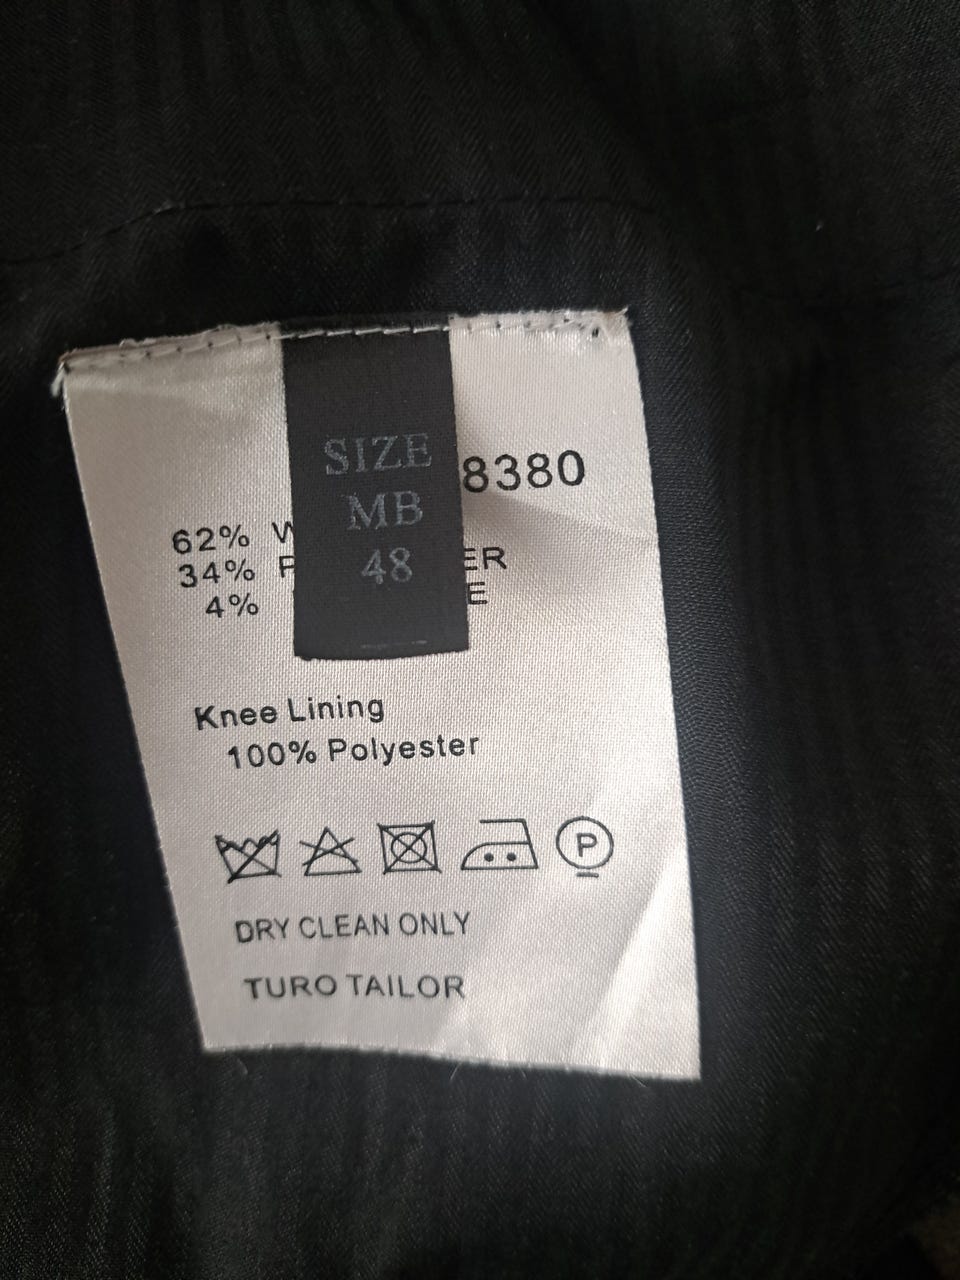 SIZE
MB
48
8380
62% W
34% P ER
4% E
Knee Lining
100% Polyester
P
DRY CLEAN ONLY
TURO TAILOR